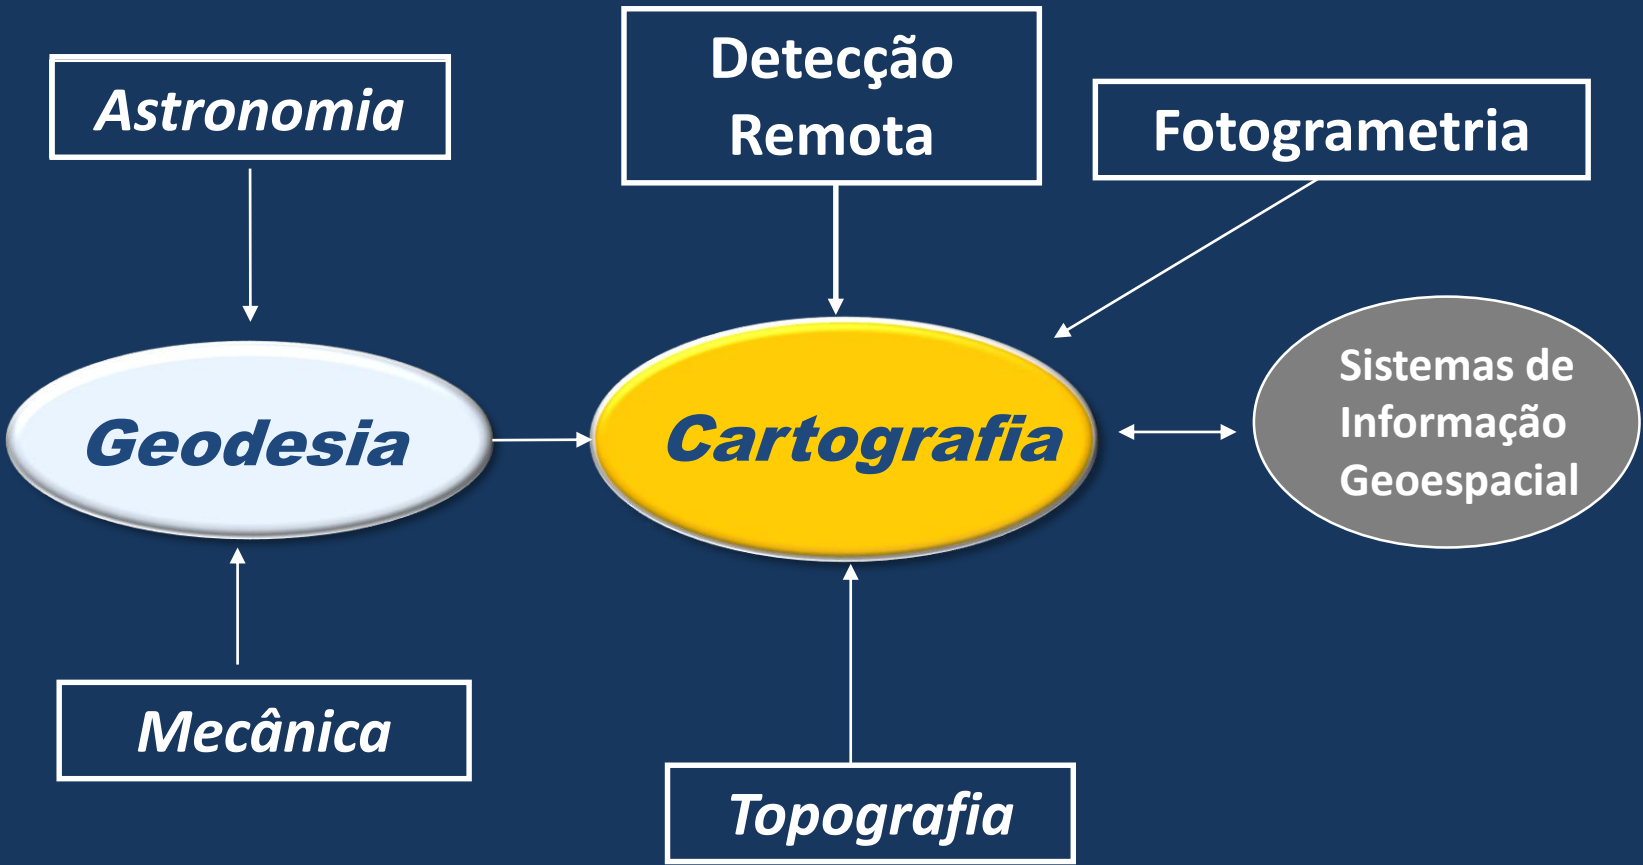 Astronomia
Detecção
Remota
Fotogrametria
Geodesia
Cartografia
Sistemas de
Informação
Geoespacial
Mecânica
Topografia